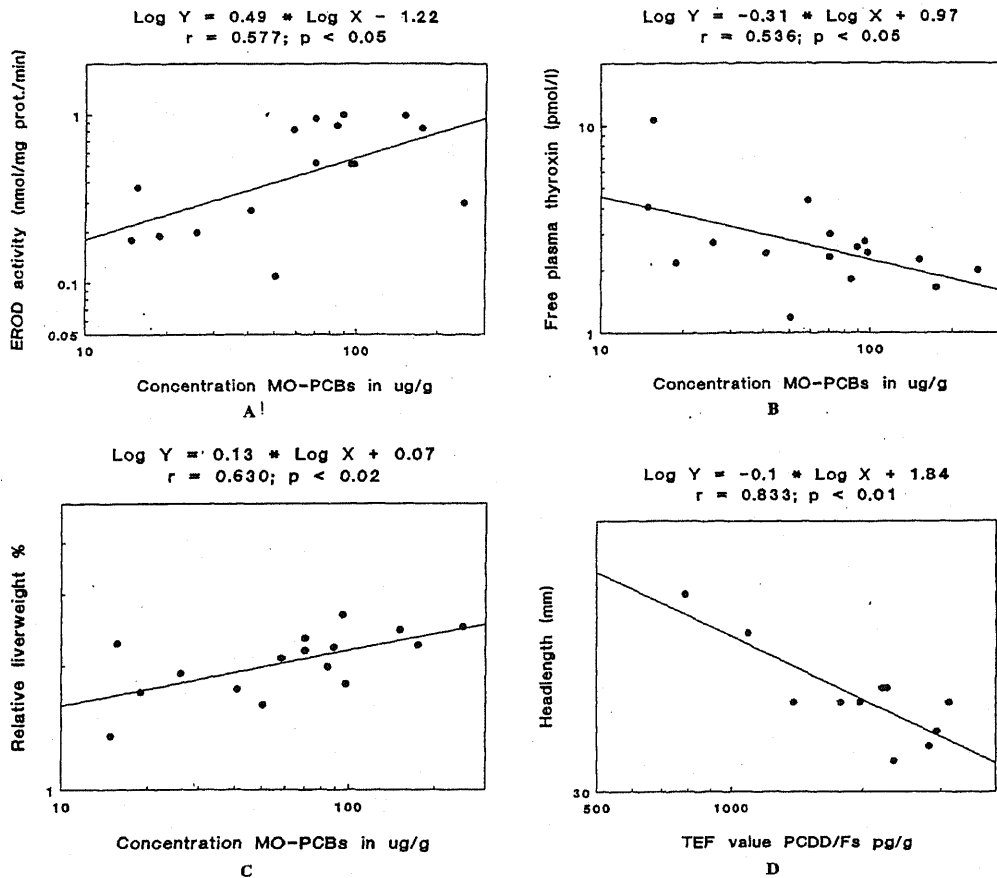 Log Y = 0.49 * Log X - 1.22
r = 0.577; p < 0.05
EROD activity (nmol/mg prot./min)
1
0.1
0.05
10
100
Concentration MO-PCBs in ug/g
A!
Log Y = -0.31 * Log X + 0.97
r = 0.536; p < 0.05
Free plasma thyroxin (pmol/l)
10
1
10
100
Concentration MO-PCBs in ug/g
B
Log Y = 0.13 * Log X + 0.07
r = 0.630; p < 0.02
Relative liverweight %
1
10
100
Concentration MO-PCBs in ug/g
C
Log Y = -0.1 * Log X + 1.84
r = 0.833; p < 0.01
Headlength (mm)
30
500
1000
TEF value PCDD/Fs pg/g
D